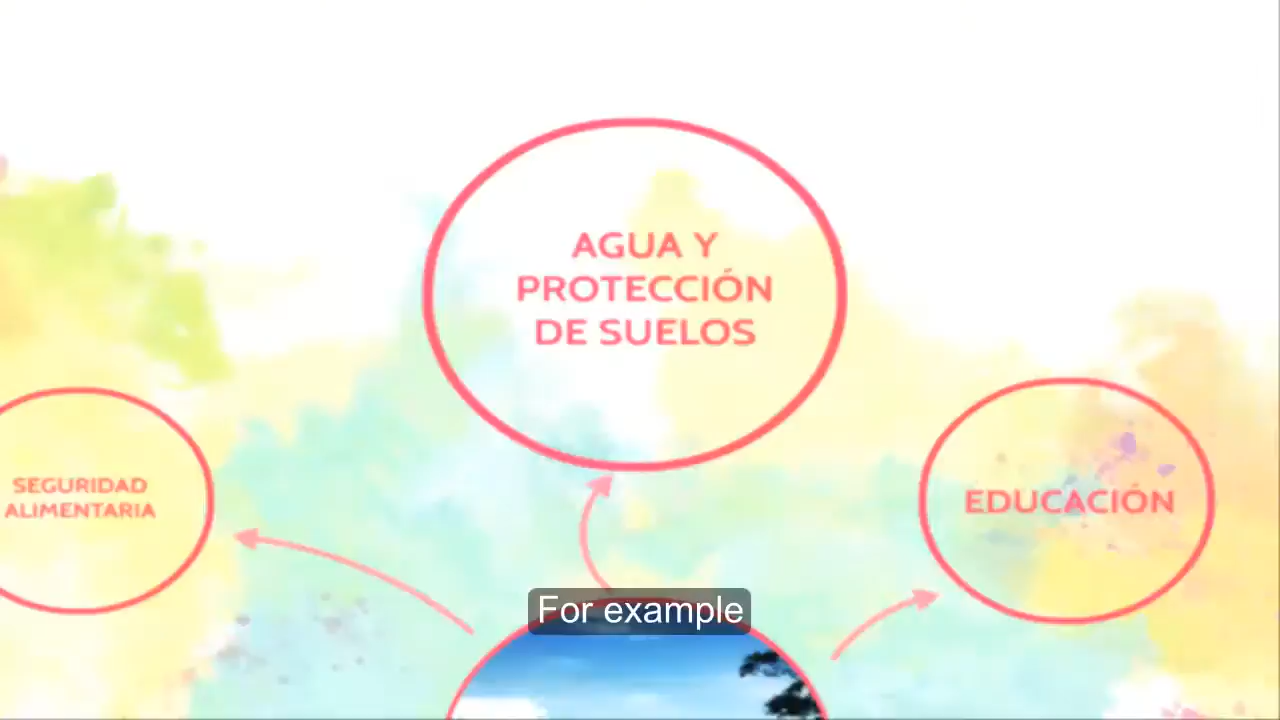 AGUA Y
PROTECCIÓN
DE SUELOS
SEGURIDAD
ALIMENTARIA
EDUCACIÓN
For example